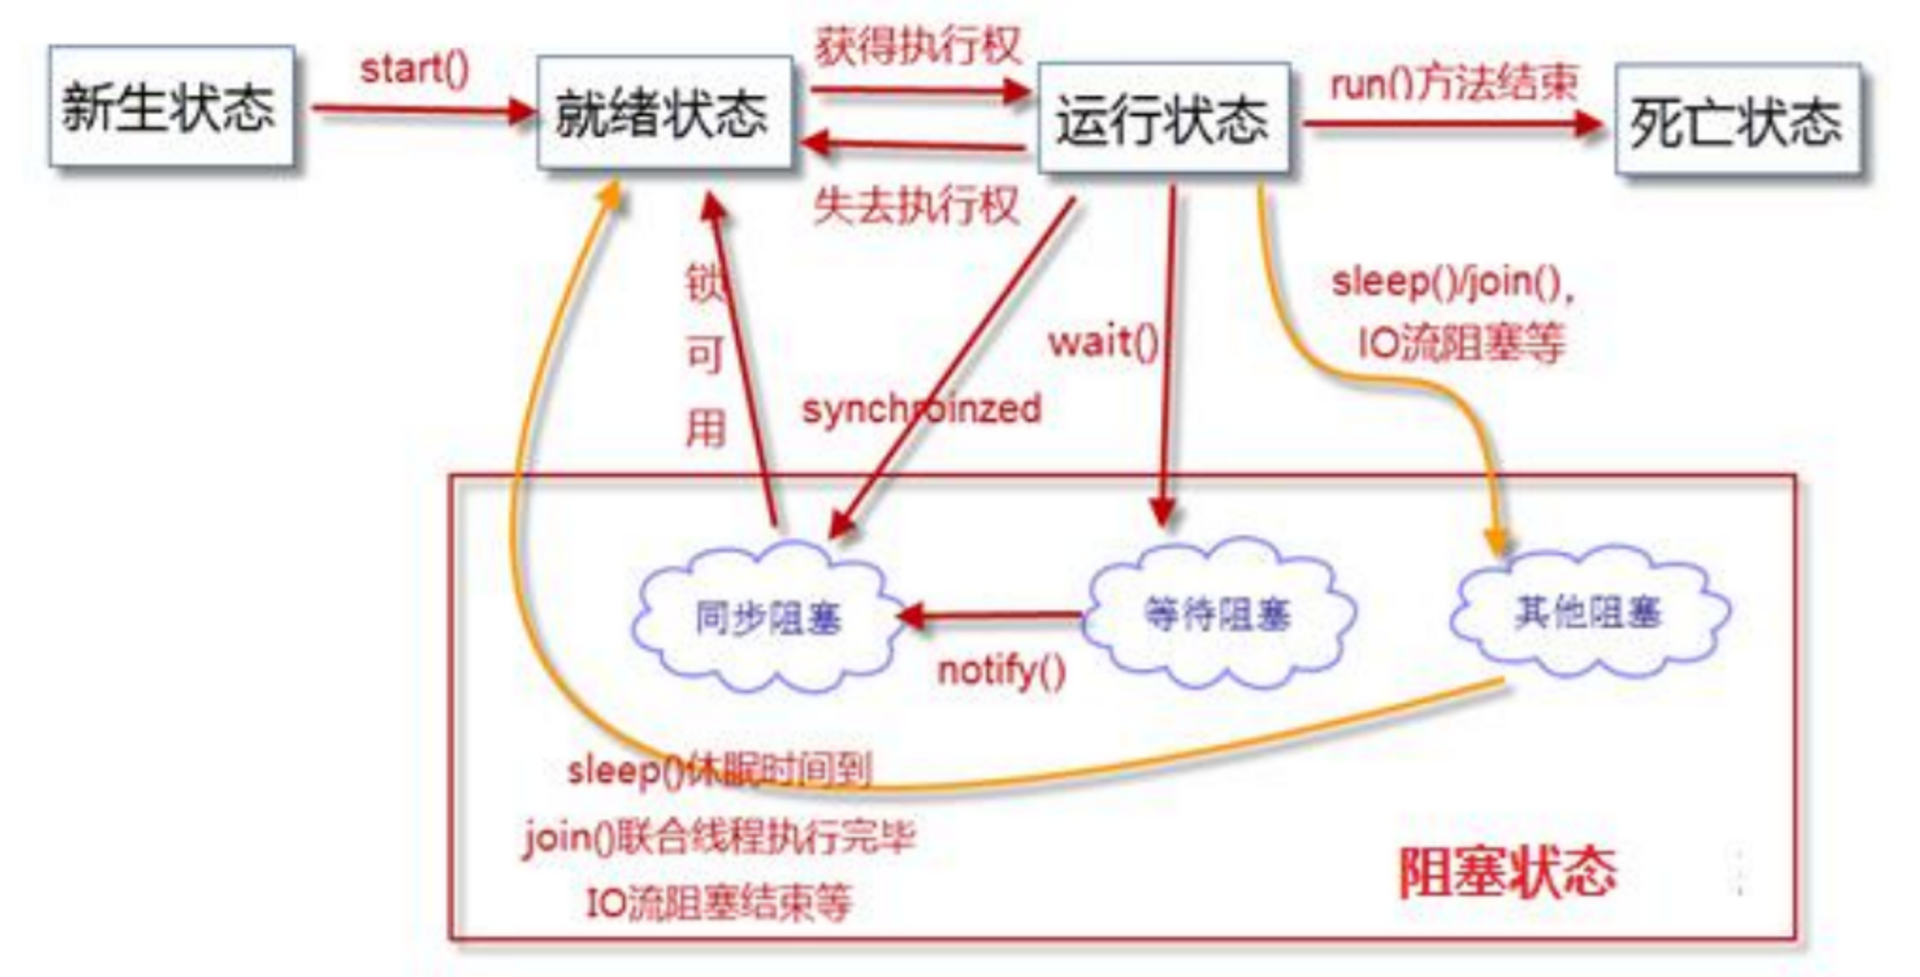 新生状态
start()
就绪状态
获得执行权
失去执行权
运行状态
run()方法结束
死亡状态
锁
可
用
synchroinzed
wait()
sleep()/join(),
IO流阻塞等
同步阻塞
notify()
等待阻塞
其他阻塞
sleep()休眠时间到
join()联合线程执行完毕
IO流阻塞结束等
阻塞状态